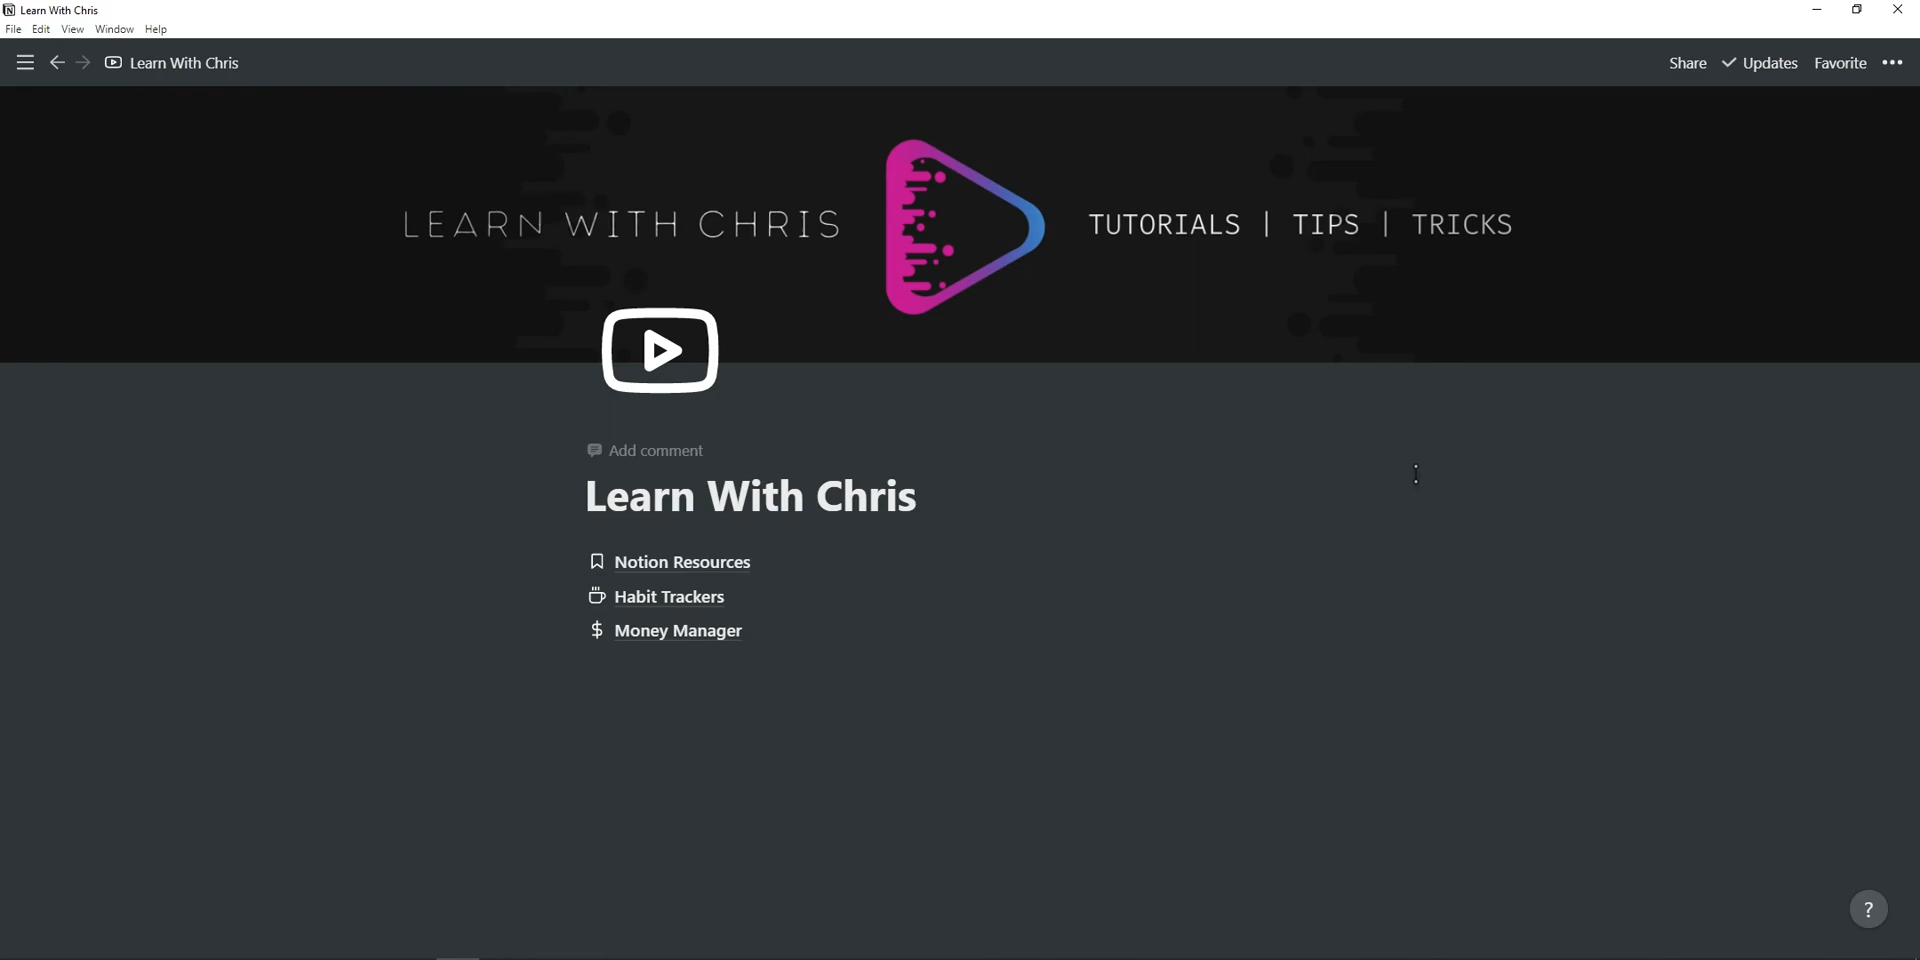 Learn With Chris
File Edit View Window Help
Learn With Chris Share Updates Favorite
LEARN WITH CHRIS TUTORIALS | TIPS | TRICKS
Add comment
Learn With Chris
Notion Resources
Habit Trackers
$ Money Manager
?